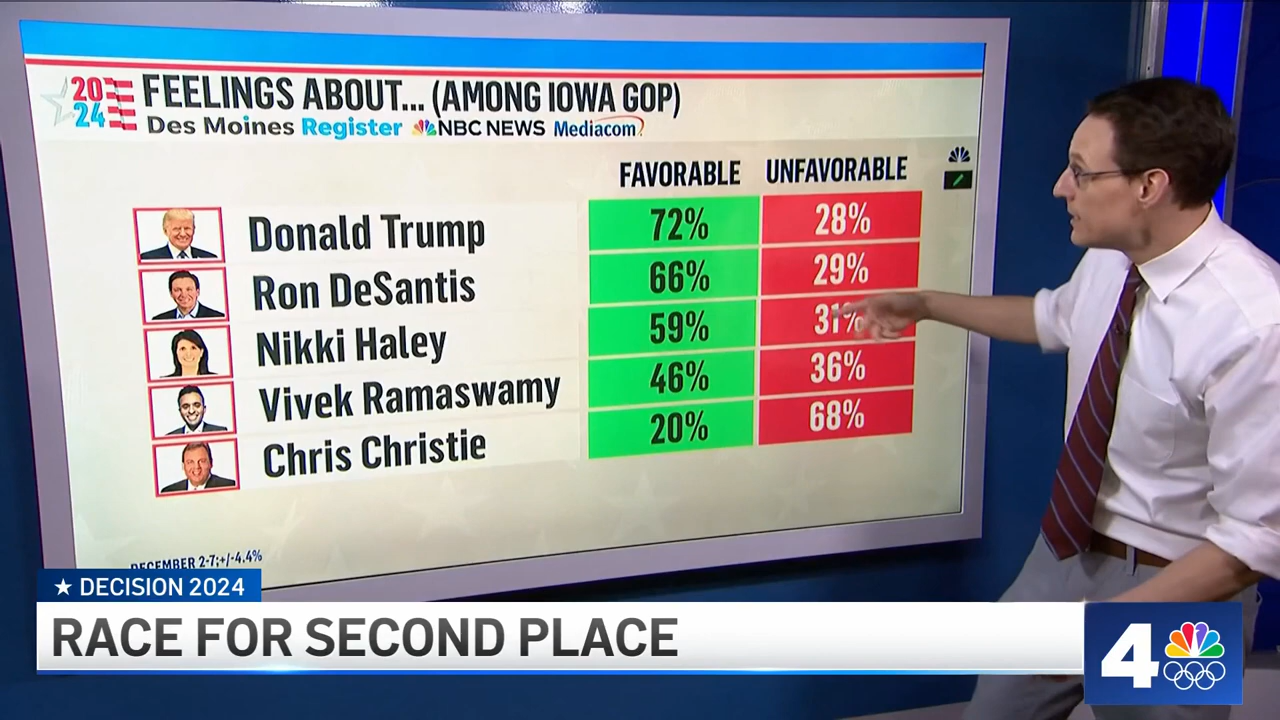 2024
FEELINGS ABOUT... (AMONG IOWA GOP)
Des Moines Register NBC NEWS Mediacom
FAVORABLE UNFAVORABLE
Donald Trump 72% 28%
Ron DeSantis 66% 29%
Nikki Haley 59% 31%
Vivek Ramaswamy 46% 36%
Chris Christie 20% 68%
DECEMBER 2-7;+/-4.4%
★ DECISION 2024
RACE FOR SECOND PLACE
4